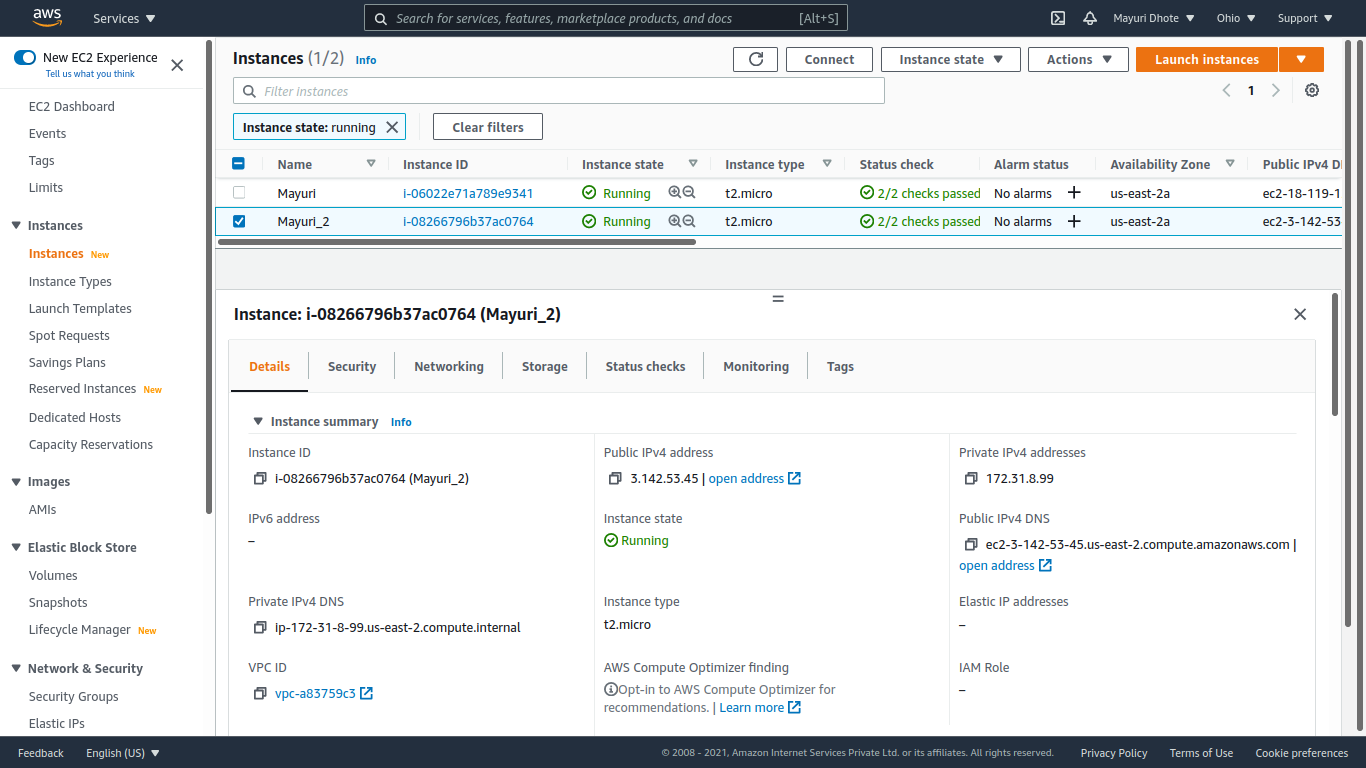 aws Services Search for services, features, marketplace products, and docs [Alt+S] Mayuri Dhote Ohio Support
New EC2 Experience
Tell us what you think
EC2 Dashboard
Events
Tags
Limits
Instances
Instances New
Instance Types
Launch Templates
Spot Requests
Savings Plans
Reserved Instances New
Dedicated Hosts
Capacity Reservations
Images
AMIs
Elastic Block Store
Volumes
Snapshots
Lifecycle Manager New
Network & Security
Security Groups
Elastic IPs
Instances (1/2) Info Connect Instance state Actions Launch instances
Filter instances 1
Instance state: running Clear filters
Name Instance ID Instance state Instance type Status check Alarm status Availability Zone Public IPv4 D
Mayuri i-06022e71a789e9341 Running t2.micro 2/2 checks passed No alarms + us-east-2a ec2-18-119-1
Mayuri_2 i-08266796b37ac0764 Running t2.micro 2/2 checks passed No alarms + us-east-2a ec2-3-142-53
Instance: i-08266796b37ac0764 (Mayuri_2)
Details Security Networking Storage Status checks Monitoring Tags
Instance summary Info
Instance ID Public IPv4 address Private IPv4 addresses
i-08266796b37ac0764 (Mayuri_2) 3.142.53.45 | open address 172.31.8.99
IPv6 address Instance state Public IPv4 DNS
– Running ec2-3-142-53-45.us-east-2.compute.amazonaws.com |
open address
Private IPv4 DNS Instance type Elastic IP addresses
ip-172-31-8-99.us-east-2.compute.internal t2.micro –
VPC ID AWS Compute Optimizer finding IAM Role
vpc-a83759c3 Opt-in to AWS Compute Optimizer for –
recommendations. | Learn more
Feedback English (US) © 2008 - 2021, Amazon Internet Services Private Ltd. or its affiliates. All rights reserved. Privacy Policy Terms of Use Cookie preferences